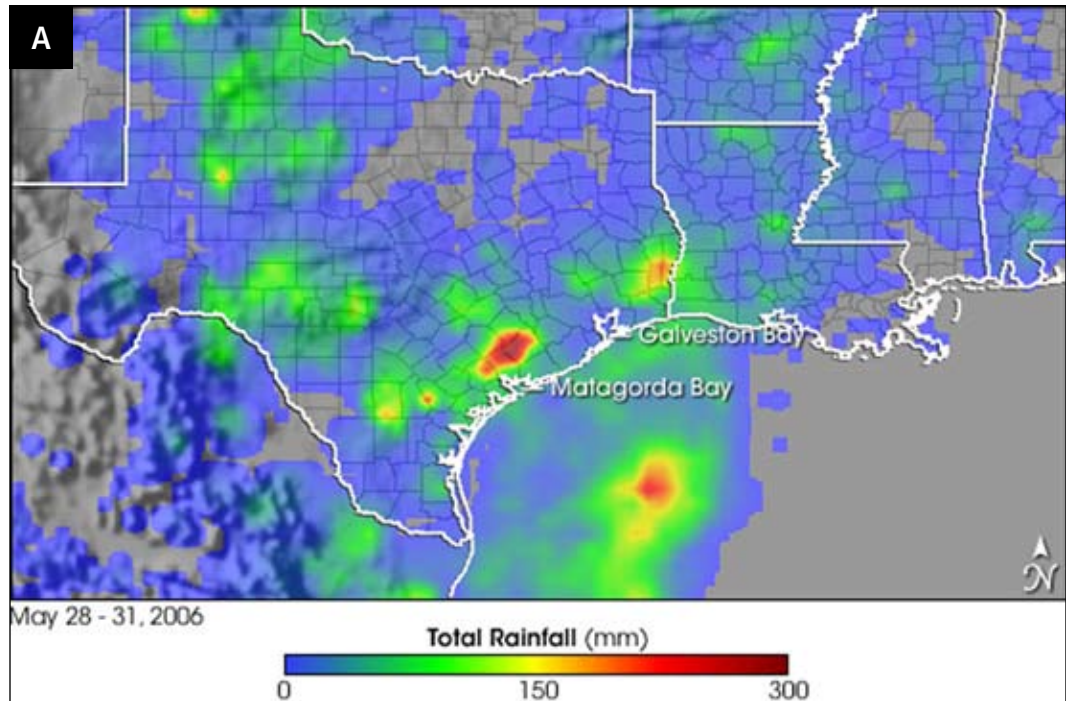 A
Galveston Bay
Matagorda Bay
N
May 28 - 31, 2006
Total Rainfall (mm)
0 150 300